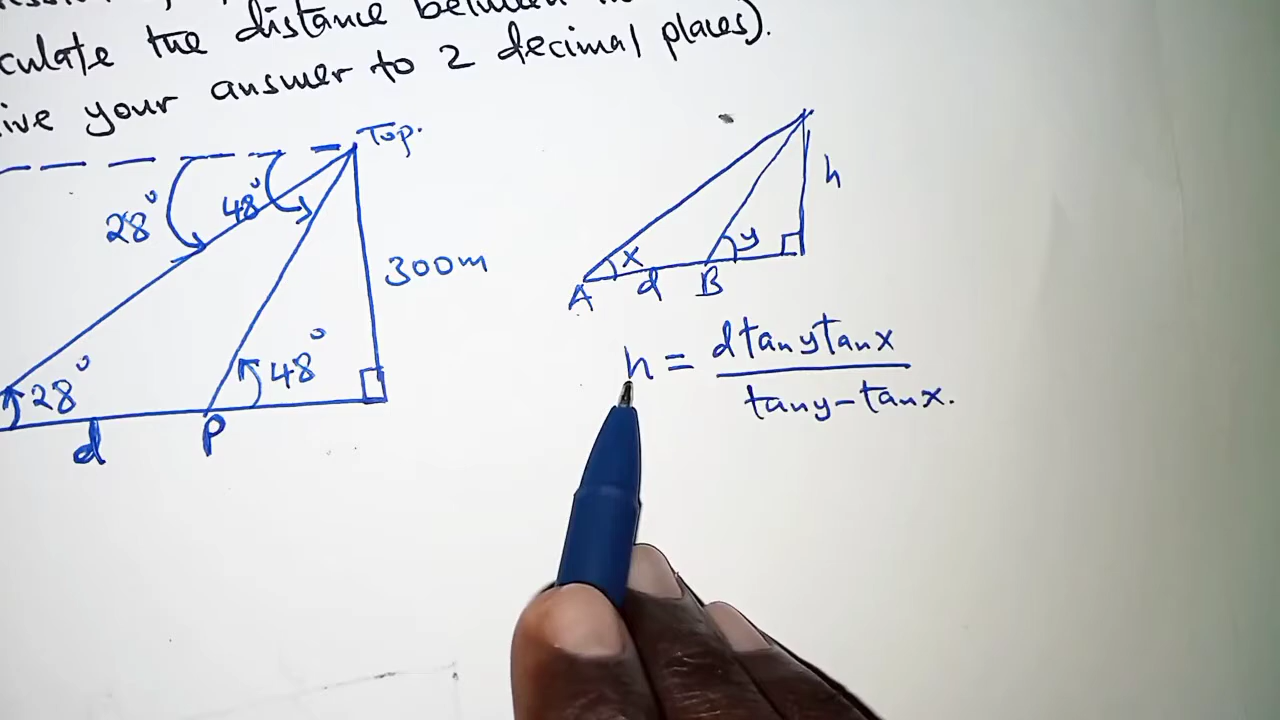 culate the distance between
ive your answer to 2 decimal places).
Top.
28° 48°
300m
28° 48°
d P
h
x y
A d B
h = d tan y tan x
tan y - tan x.